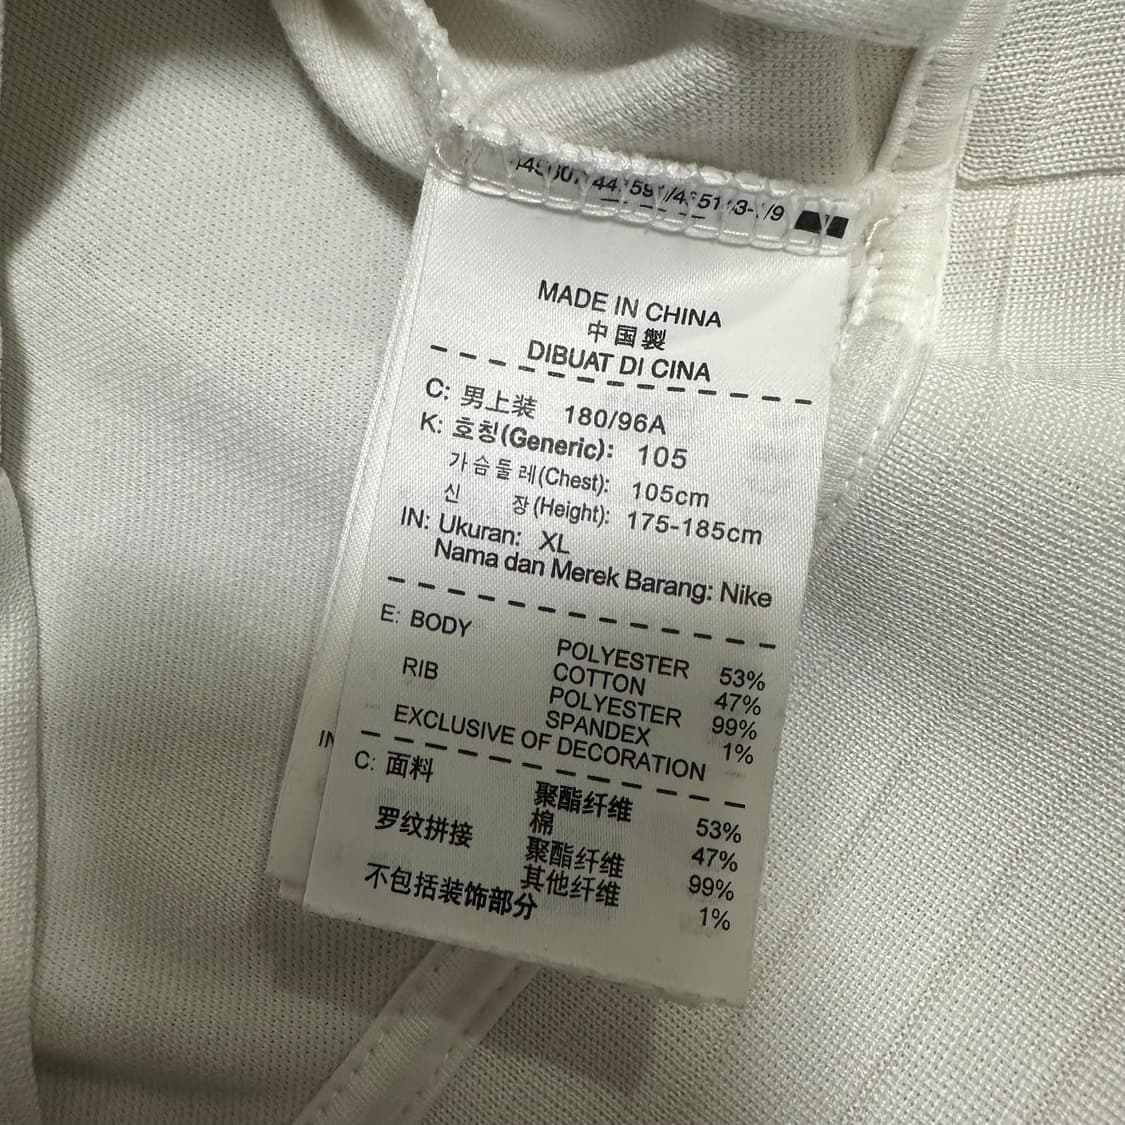 MADE IN CHINA
中国製
DIBUAT DI CINA
C: 男上装 180/96A
K: 호칭(Generic): 105
가슴둘레(Chest): 105cm
신 장(Height): 175-185cm
IN: Ukuran: XL
Nama dan Merek Barang: Nike
E: BODY POLYESTER 53%
COTTON 47%
RIB POLYESTER 99%
SPANDEX 1%
EXCLUSIVE OF DECORATION
C: 面料 聚酯纤维 53%
棉 47%
罗纹拼接 聚酯纤维 99%
其他纤维 1%
不包括装饰部分
IN